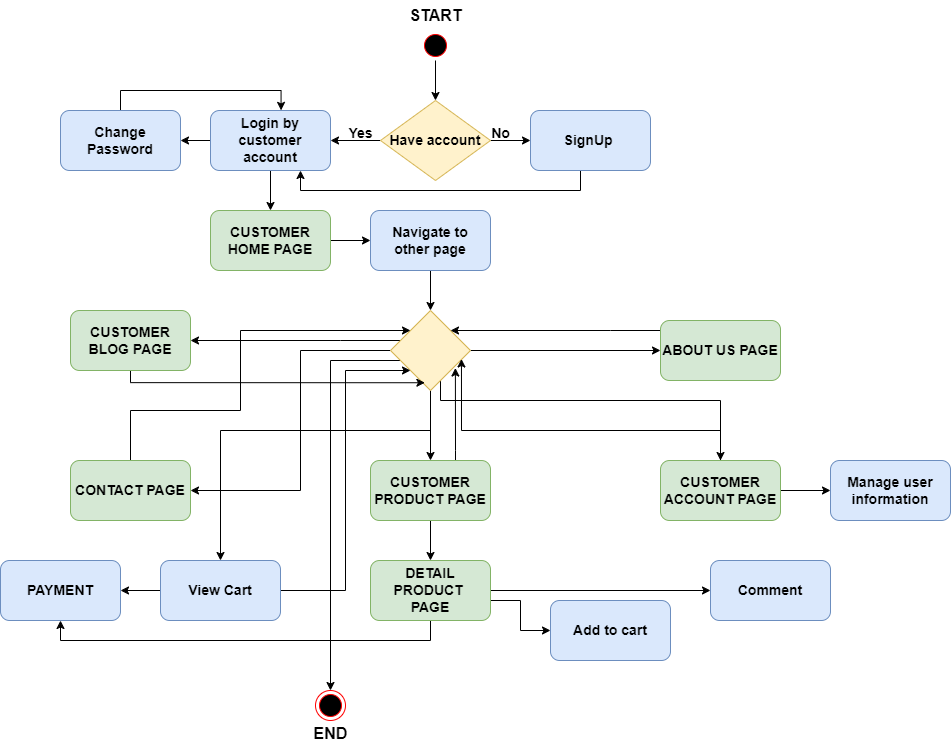 START
Change
Password
Login by
customer
account
Yes
Have account
No
SignUp
CUSTOMER
HOME PAGE
Navigate to
other page
CUSTOMER
BLOG PAGE
ABOUT US PAGE
CONTACT PAGE
CUSTOMER
PRODUCT PAGE
CUSTOMER
ACCOUNT PAGE
Manage user
information
PAYMENT
View Cart
DETAIL
PRODUCT
PAGE
Comment
Add to cart
END